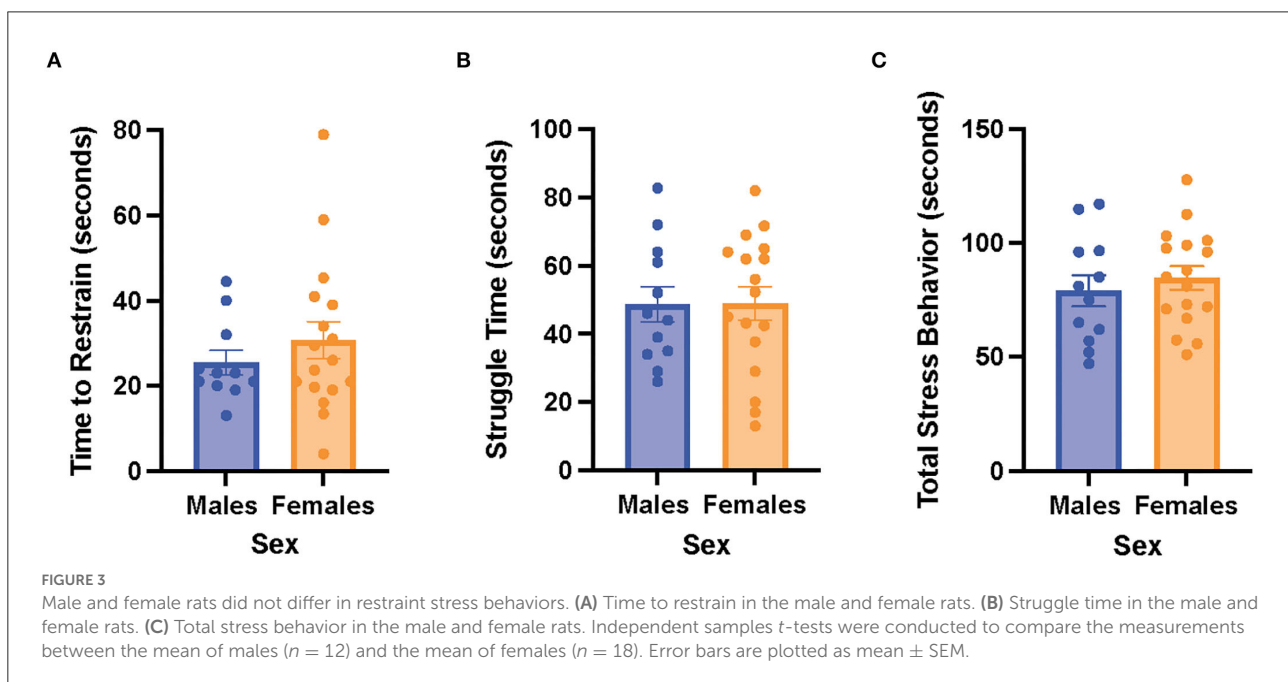 A
B
C
Time to Restrain (seconds)
80
60
40
20
0
Males Females
Sex
Struggle Time (seconds)
100
80
60
40
20
0
Males Females
Sex
Total Stress Behavior (seconds)
150
100
50
0
Males Females
Sex
FIGURE 3
Male and female rats did not differ in restraint stress behaviors. (A) Time to restrain in the male and female rats. (B) Struggle time in the male and
female rats. (C) Total stress behavior in the male and female rats. Independent samples t-tests were conducted to compare the measurements
between the mean of males (n = 12) and the mean of females (n = 18). Error bars are plotted as mean ± SEM.